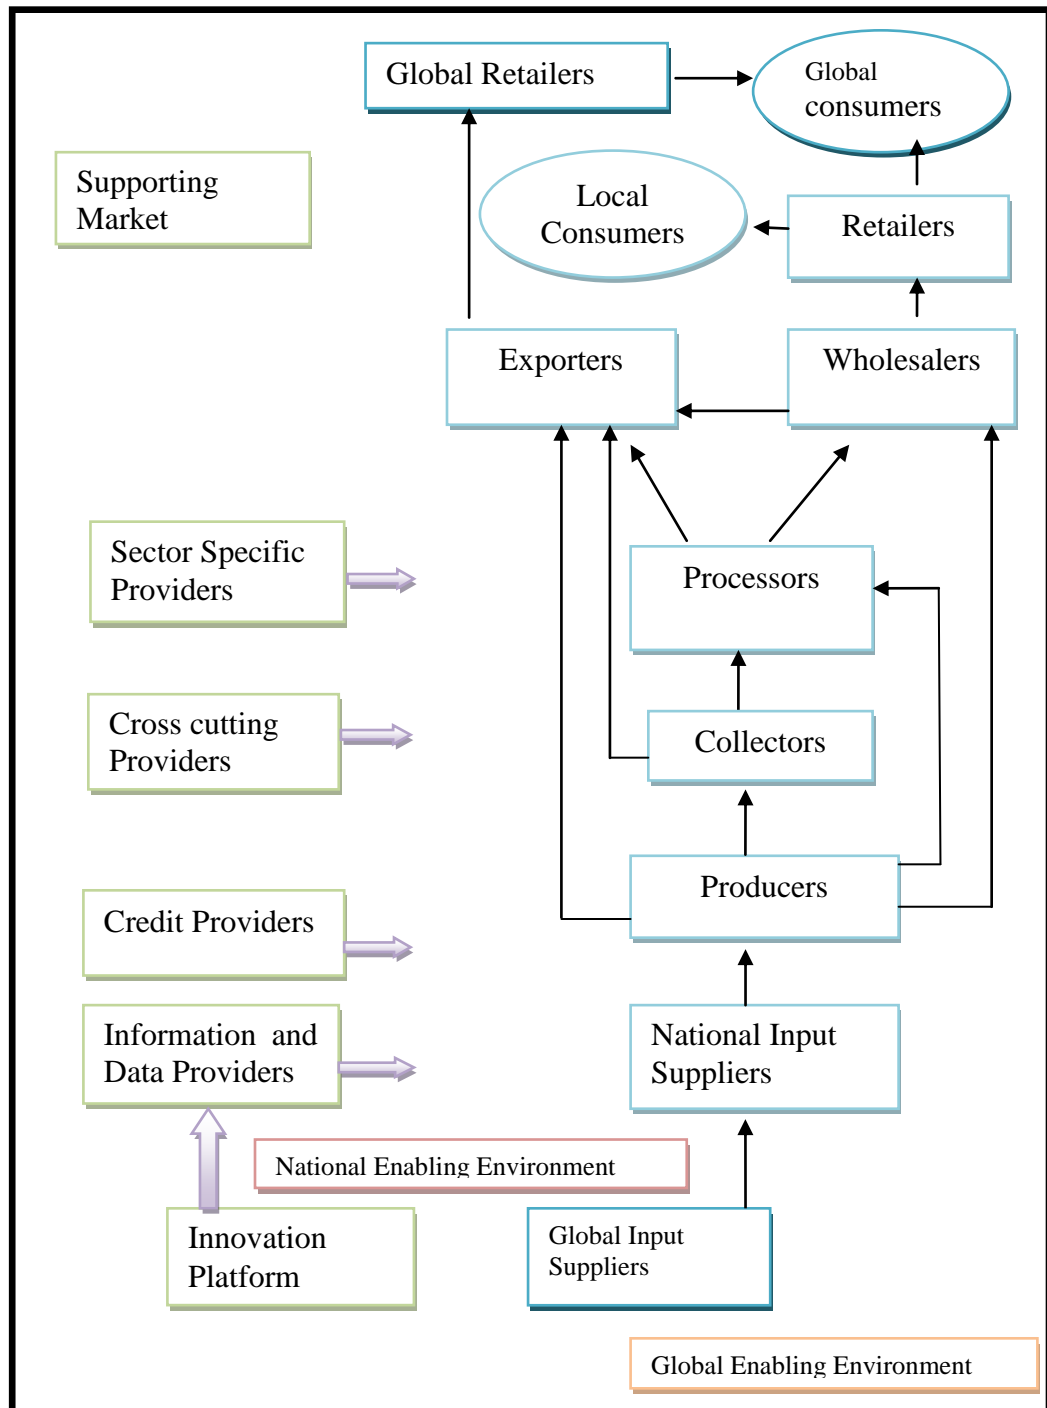 Global Retailers
Global
consumers
Supporting
Market
Local
Consumers
Retailers
Exporters
Wholesalers
Sector Specific
Providers
Processors
Cross cutting
Providers
Collectors
Producers
Credit Providers
Information and
Data Providers
National Input
Suppliers
National Enabling Environment
Innovation
Platform
Global Input
Suppliers
Global Enabling Environment